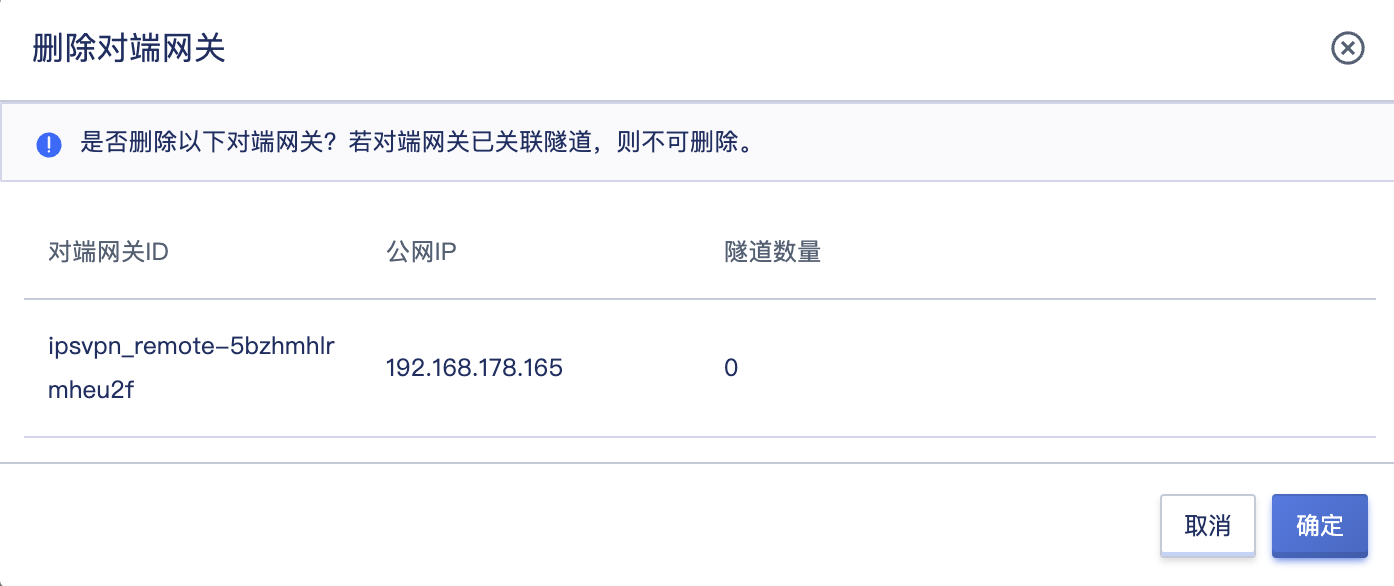 删除对端网关
是否删除以下对端网关？若对端网关已关联隧道，则不可删除。
对端网关ID 公网IP 隧道数量
ipsvpn_remote-5bzhmhlr
192.168.178.165 0
mheu2f
取消 确定